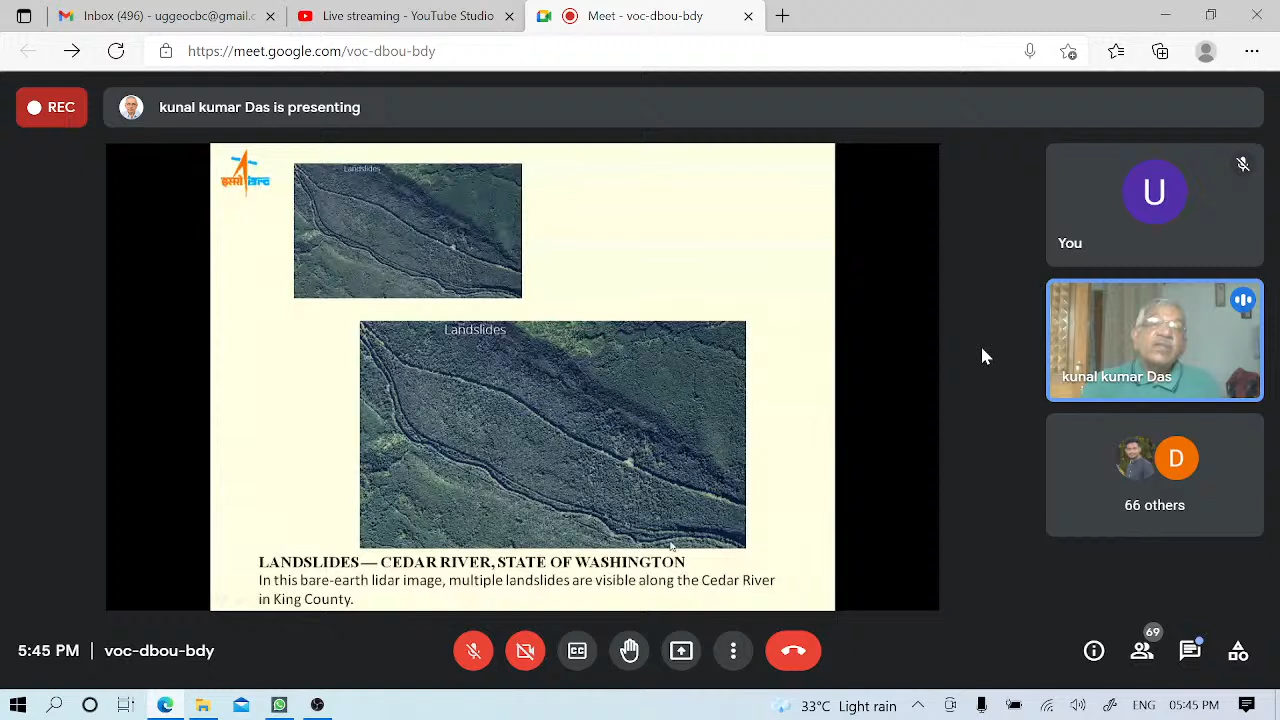 Inbox (496) - uggeocbc@gmail.c
Live streaming - YouTube Studio
Meet - voc-dbou-bdy
https://meet.google.com/voc-dbou-bdy
REC
kunal kumar Das is presenting
इसरो isro
Landslides
Landslides
LANDSLIDES— CEDAR RIVER, STATE OF WASHINGTON
In this bare-earth lidar image, multiple landslides are visible along the Cedar River
in King County.
U
You
kunal kumar Das
D
66 others
5:45 PM | voc-dbou-bdy
CC
69
33°C Light rain
ENG
05:45 PM